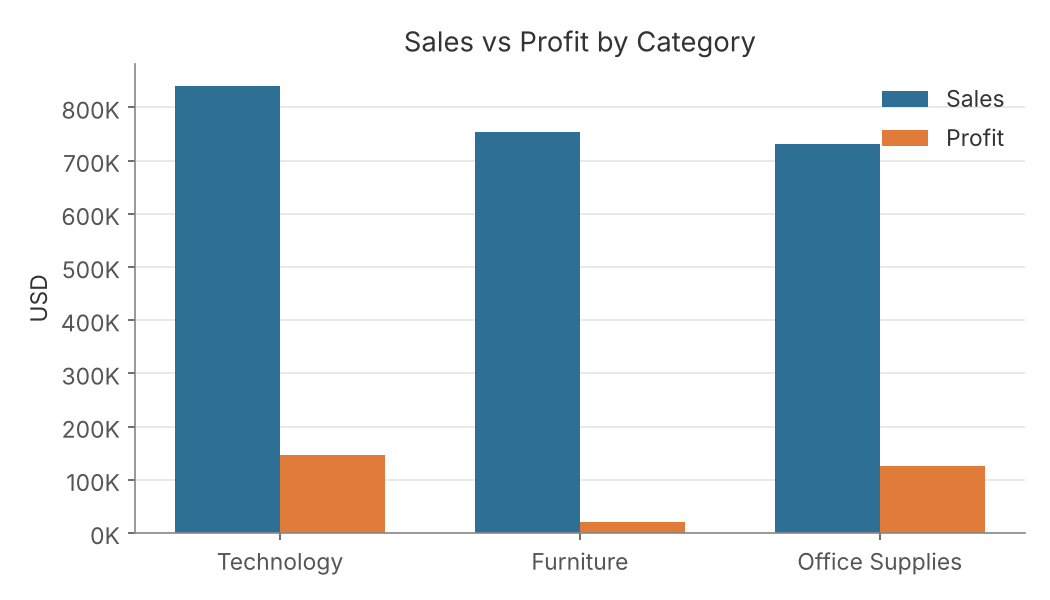 Sales vs Profit by Category
Sales
Profit
USD
800K
700K
600K
500K
400K
300K
200K
100K
0K
Technology
Furniture
Office Supplies